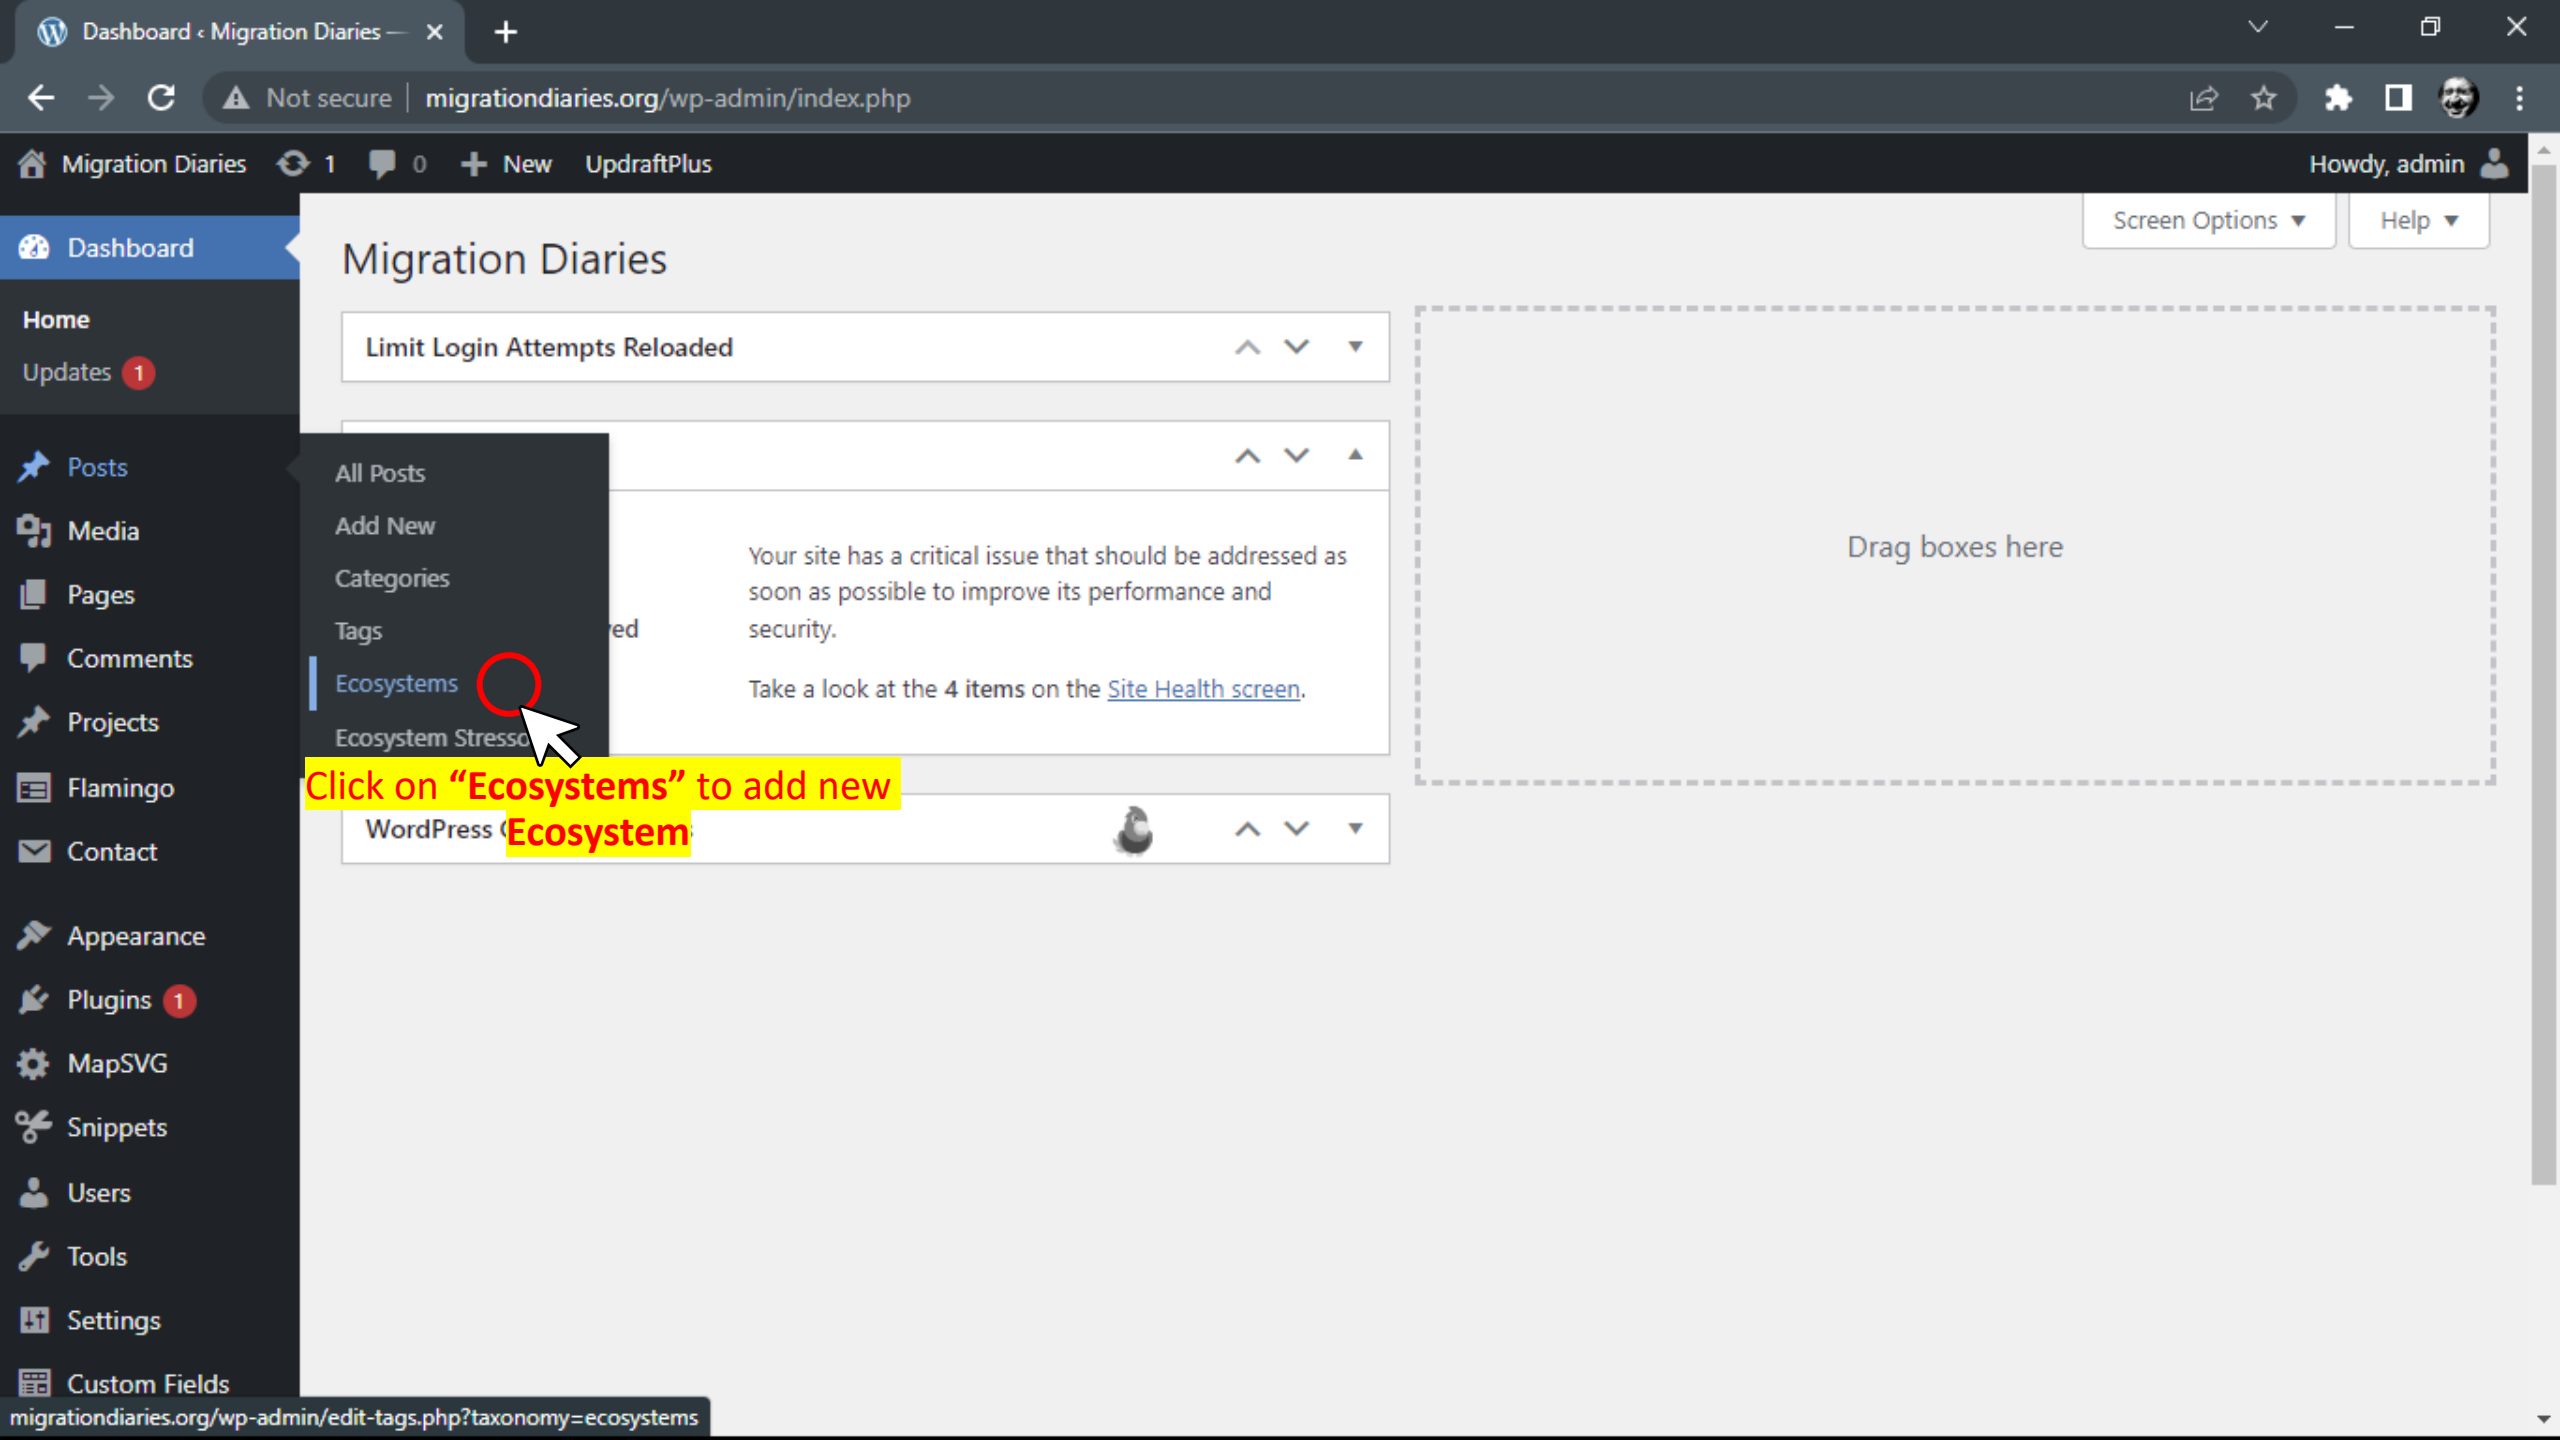 Dashboard ‹ Migration Diaries —
Not secure | migrationdiaries.org/wp-admin/index.php
Migration Diaries 1 0 New UpdraftPlus Howdy, admin
Screen Options Help
Dashboard
Migration Diaries
Home
Updates 1
Limit Login Attempts Reloaded
Posts
All Posts
Media
Add New
Drag boxes here
Categories
Your site has a critical issue that should be addressed as
soon as possible to improve its performance and
security.
Pages
Tags
Comments
Ecosystems
Take a look at the 4 items on the Site Health screen.
Projects
Ecosystem
Flamingo
Click on “Ecosystems” to add new
Ecosystem
WordPress
Contact
Appearance
Plugins 1
MapSVG
Snippets
Users
Tools
Settings
Custom Fields
migrationdiaries.org/wp-admin/edit-tags.php?taxonomy=ecosystems